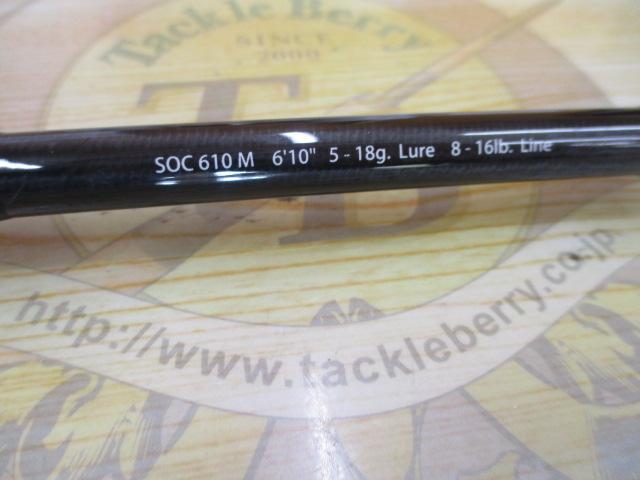 Tackle Berry
SINCE
2000
SOC 610 M 6'10" 5 - 18g. Lure 8 - 16lb. Line
TB
http://www.tackleberry.co.jp